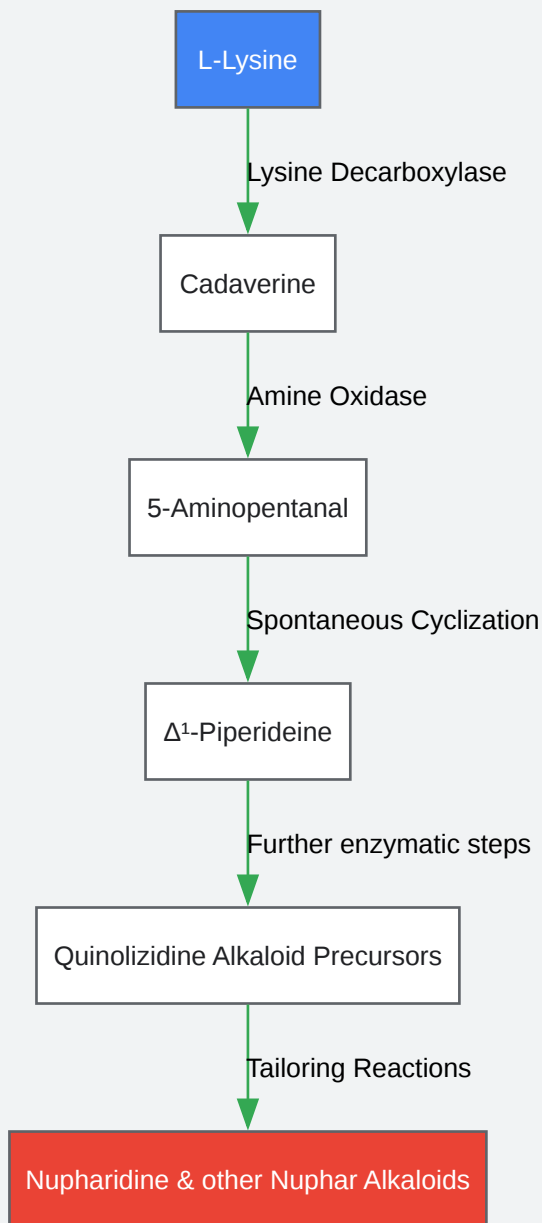 L-Lysine
Lysine Decarboxylase
Cadaverine
Amine Oxidase
5-Aminopentanal
Spontaneous Cyclization
Δ¹-Piperideine
Further enzymatic steps
Quinolizidine Alkaloid Precursors
Tailoring Reactions
Nupharidine & other Nuphar Alkaloids